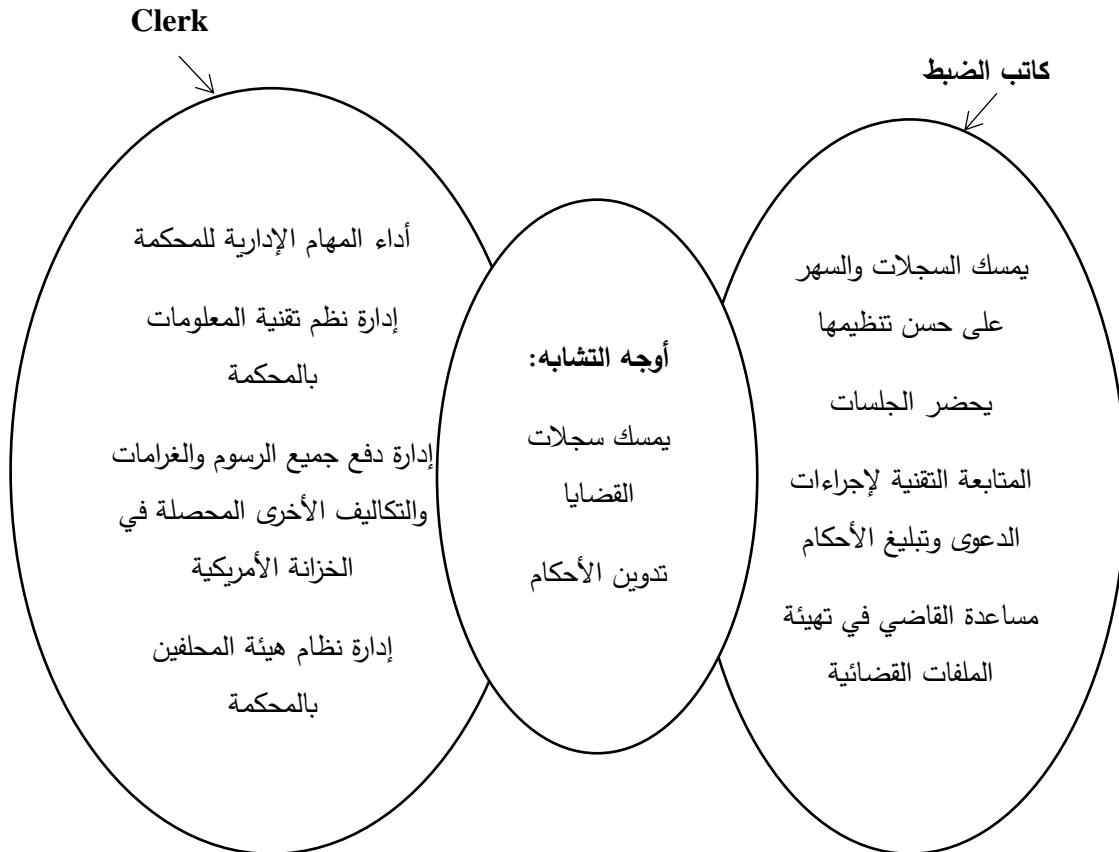 Clerk
كاتب الضبط
أداء المهام الإدارية للمحكمة
إدارة نظم تقنية المعلومات
بالمحكمة
إدارة دفع جميع الرسوم والغرامات
والتكاليف الأخرى المحصلة في
الخزانة الأمريكية
إدارة نظام هيئة المحلفين
بالمحكمة
أوجه التشابه:
يمسك سجلات
القضايا
تدوين الأحكام
يمسك السجلات والسهر
على حسن تنظيمها
يحضر الجلسات
المتابعة التقنية لإجراءات
الدعوى وتبليغ الأحكام
مساعدة القاضي في تهيئة
الملفات القضائية